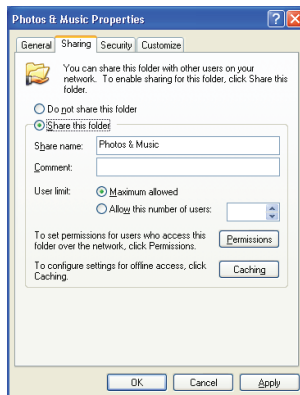 Photos & Music Properties
General Sharing Security Customize
You can share this folder with other users on your
network. To enable sharing for this folder, click Share this
folder.
Do not share this folder
Share this folder
Share name: Photos & Music
Comment:
User limit: Maximum allowed
Allow this number of users:
To set permissions for users who access this
folder over the network, click Permissions.
Permissions
To configure settings for offline access, click
Caching.
Caching
OK Cancel Apply